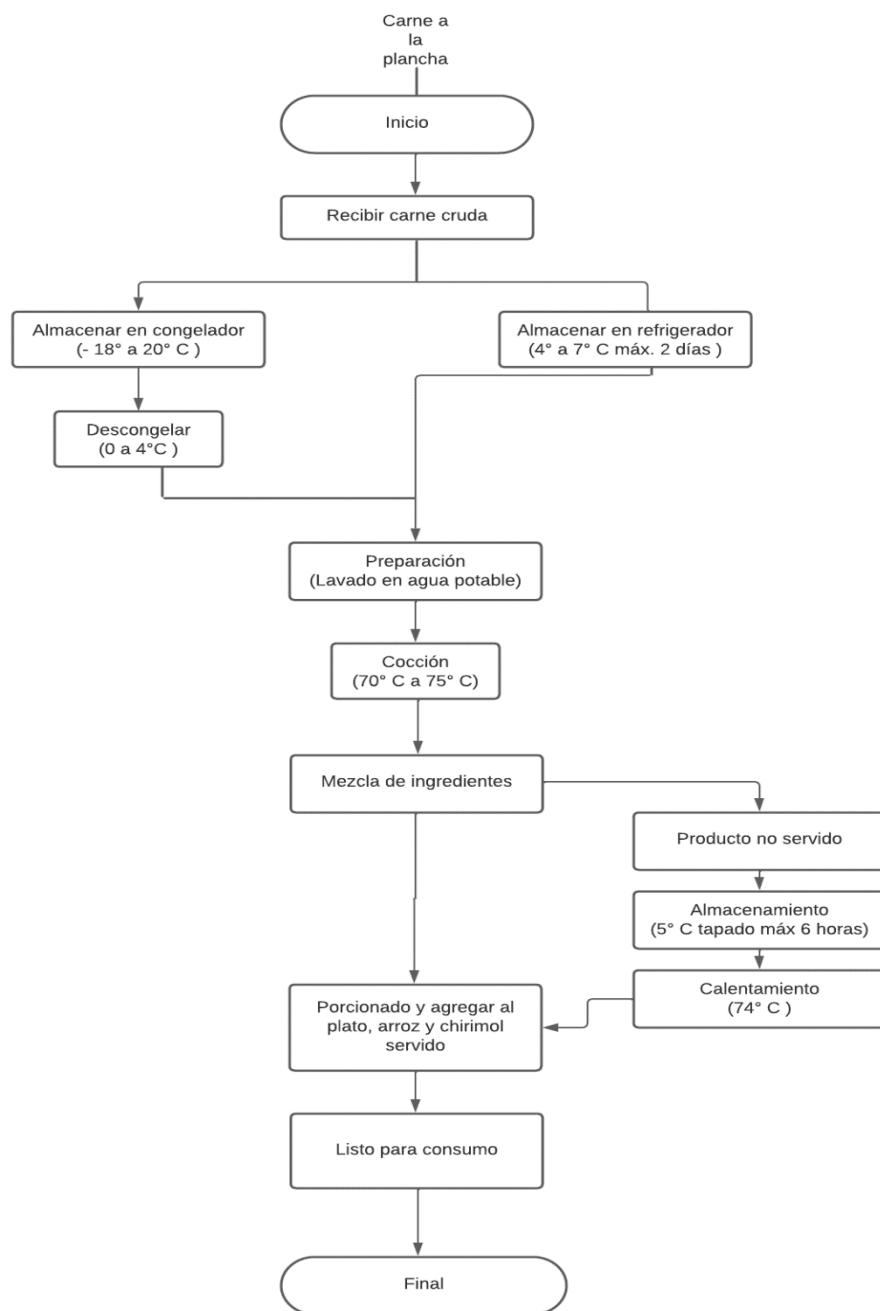 Carne a
la
plancha
Inicio
Recibir carne cruda
Almacenar en congelador
(- 18° a 20° C )
Almacenar en refrigerador
(4° a 7° C máx. 2 días )
Descongelar
(0 a 4°C )
Preparación
(Lavado en agua potable)
Cocción
(70° C a 75° C)
Mezcla de ingredientes
Producto no servido
Almacenamiento
(5° C tapado máx 6 horas)
Calentamiento
(74° C )
Porcionado y agregar al
plato, arroz y chirimol
servido
Listo para consumo
Final